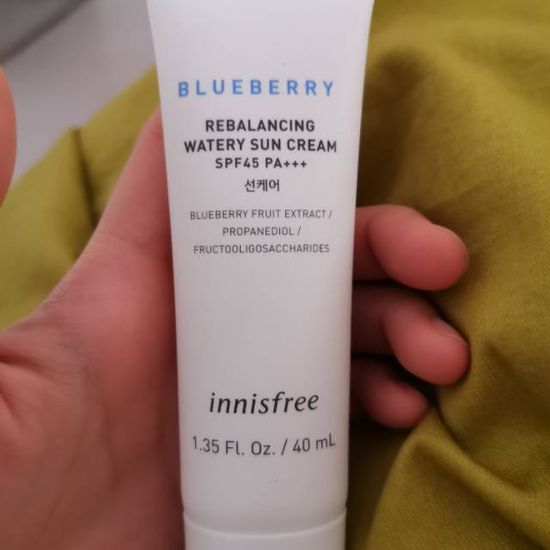 BLUEBERRY
REBALANCING
WATERY SUN CREAM
SPF45 PA+++
선케어
BLUEBERRY FRUIT EXTRACT /
PROPANEDIOL /
FRUCTOOLIGOSACCHARIDES
innisfree
1.35 Fl. Oz. / 40 mL